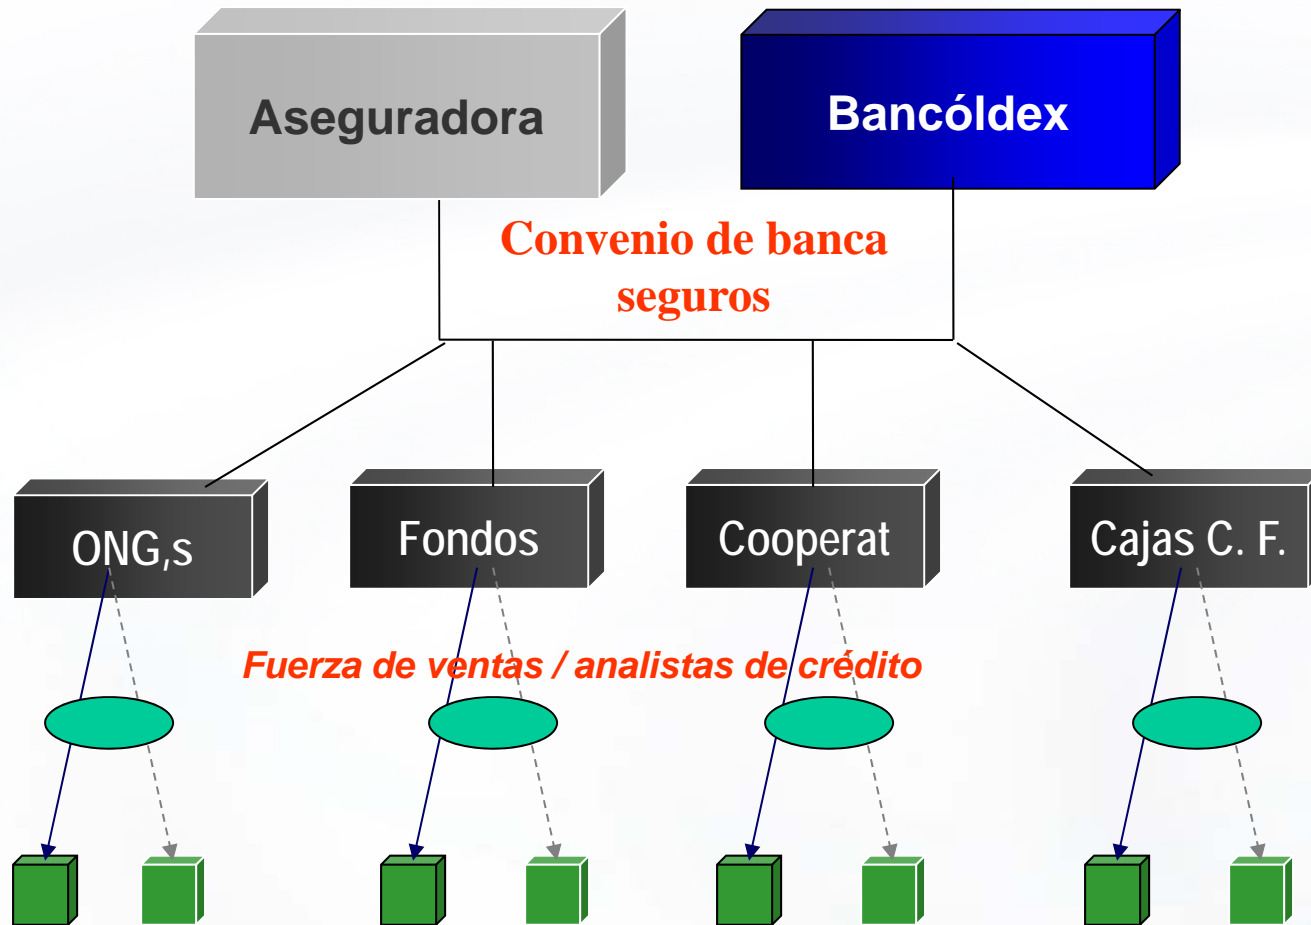 Aseguradora
Bancóldex
Convenio de banca
seguros
ONG,s
Fondos
Cooperat
Cajas C. F.
Fuerza de ventas / analistas de crédito